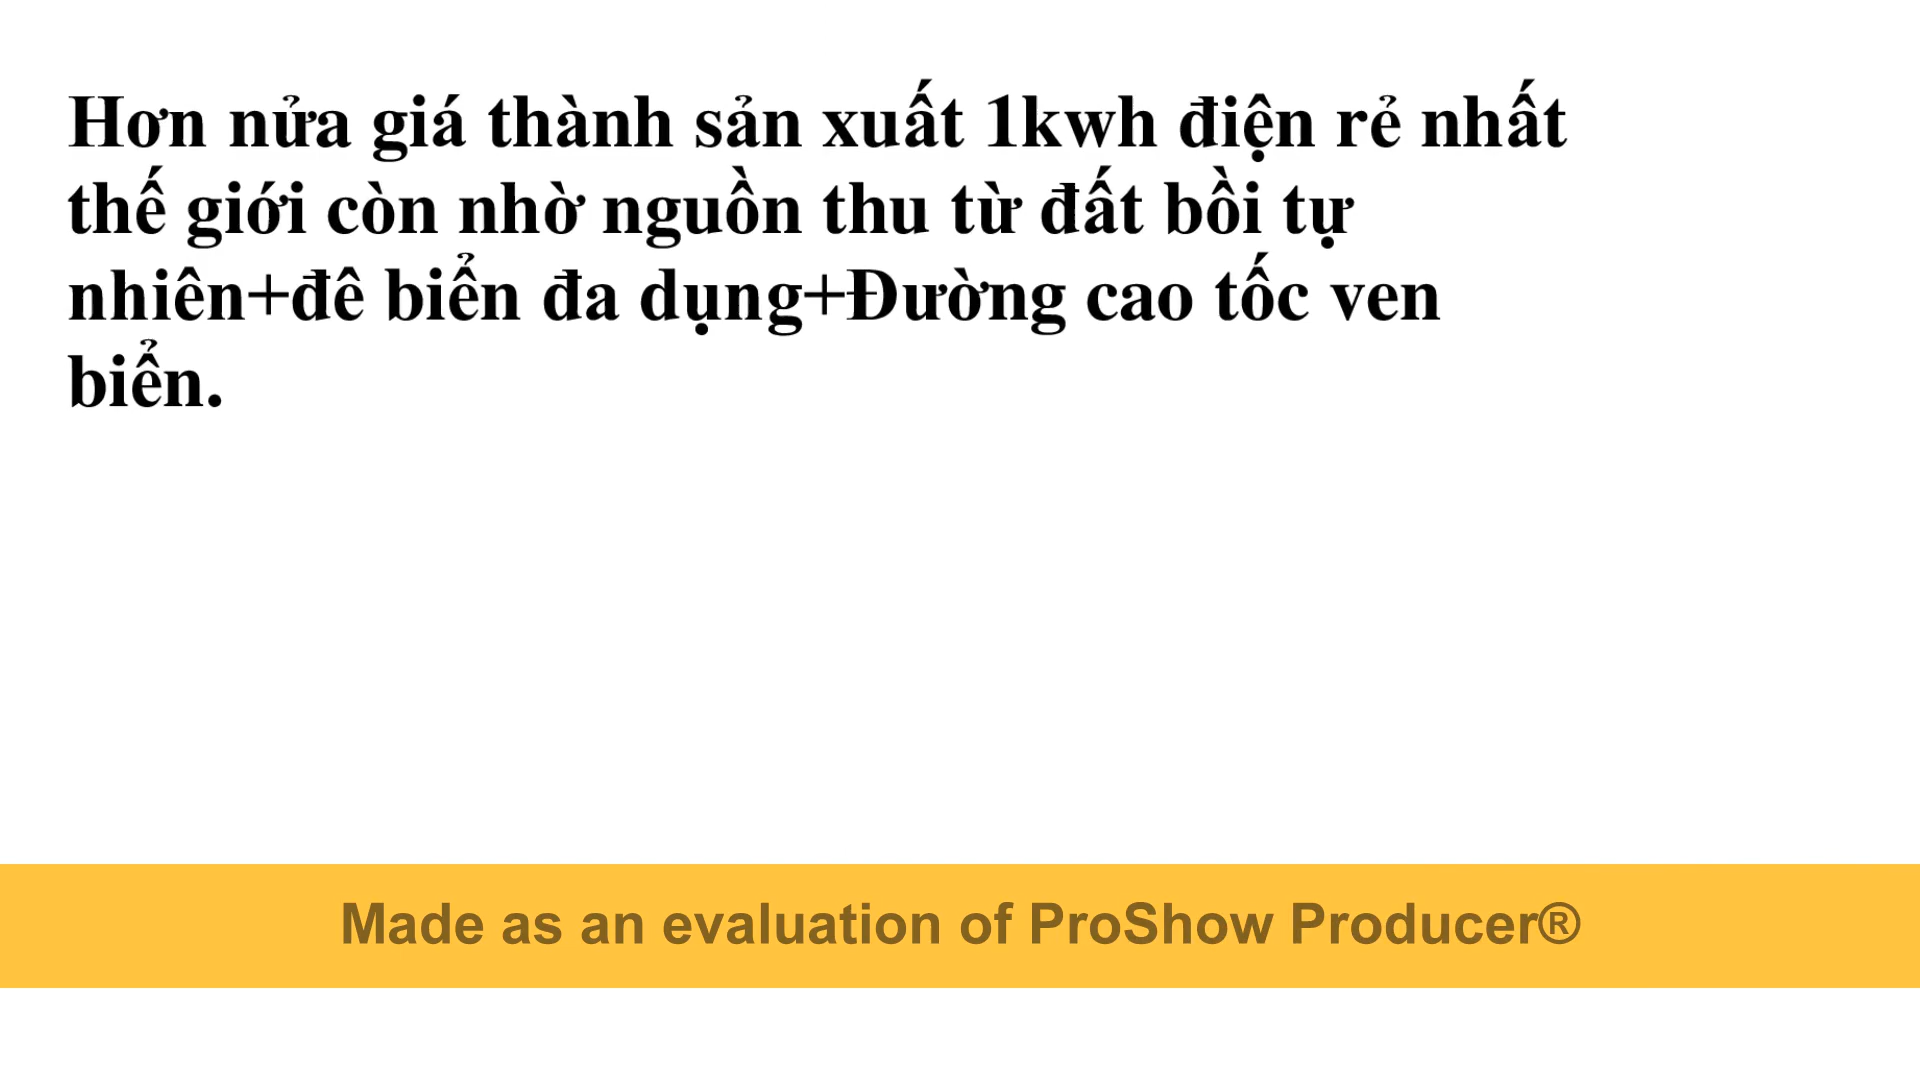 Hơn nửa giá thành sản xuất 1kwh điện rẻ nhất
thế giới còn nhờ nguồn thu từ đất bồi tự
nhiên+đê biển đa dụng+Đường cao tốc ven
biển.
Made as an evaluation of ProShow Producer®